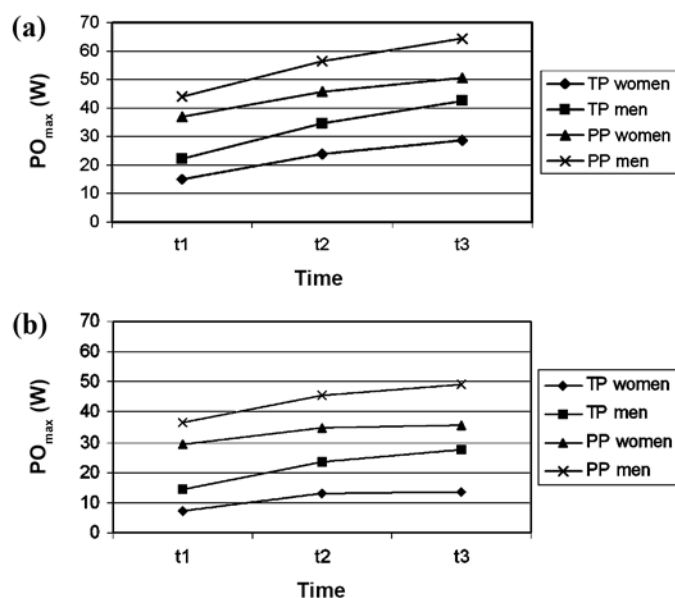 (a)
70
60
50
40
30
20
10
0
POmax (W)
t1 t2 t3
Time
TP women
TP men
PP women
PP men
(b)
70
60
50
40
30
20
10
0
POmax (W)
t1 t2 t3
Time
TP women
TP men
PP women
PP men